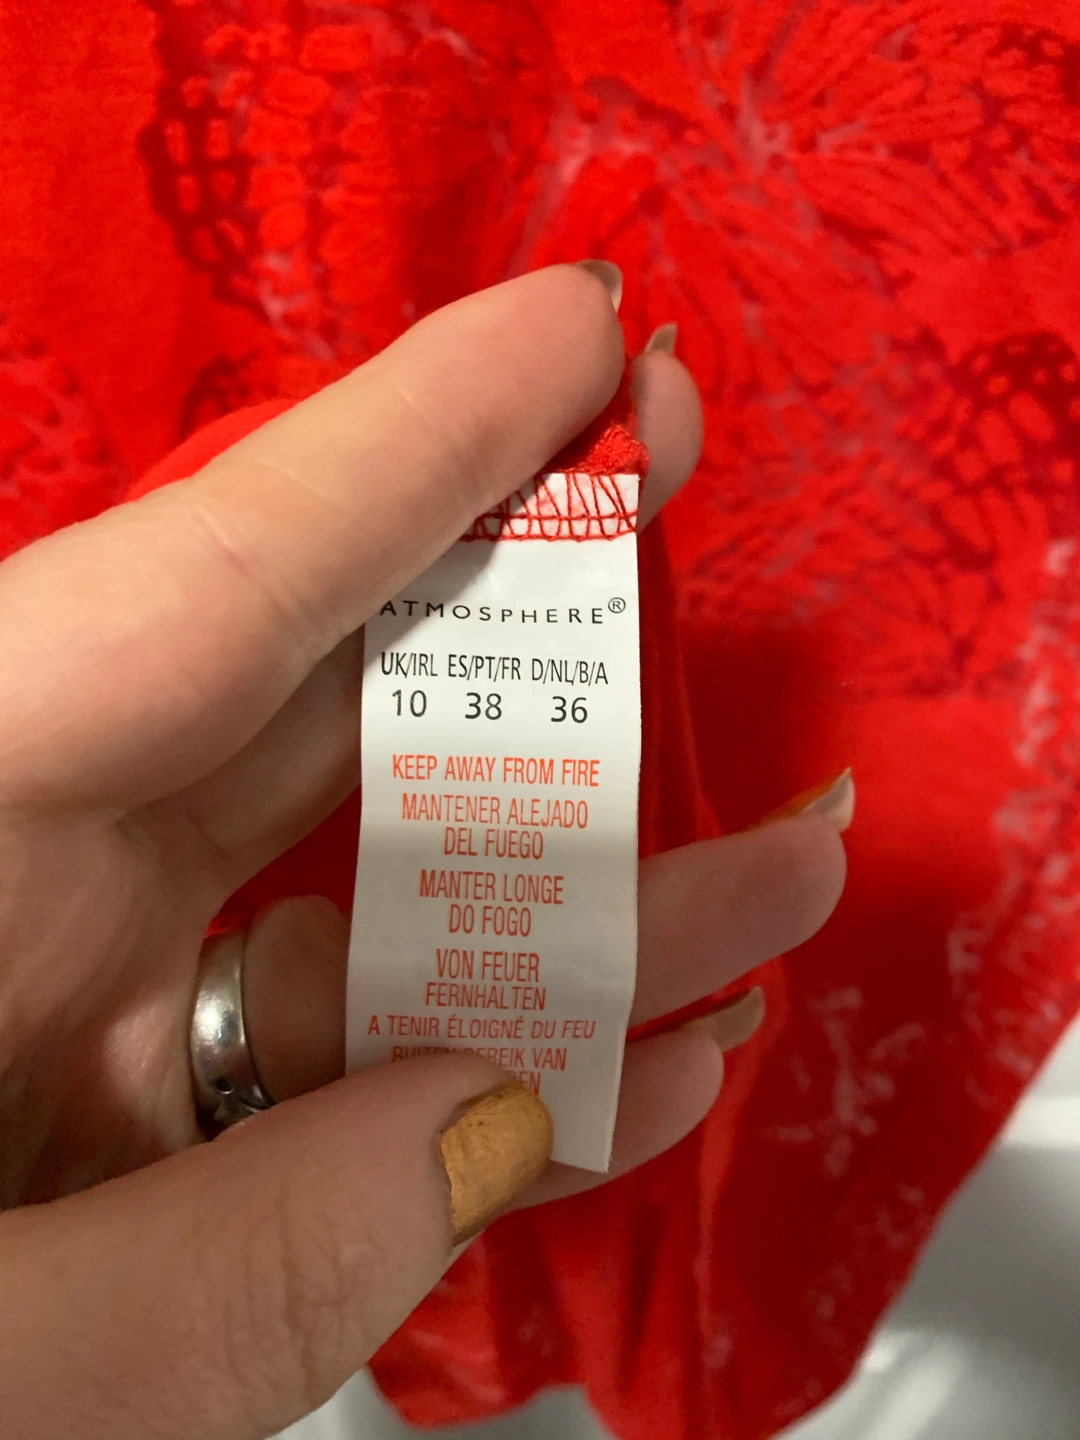 ATMOSPHERE®
UK/IRL ES/PT/FR D/NL/B/A
10 38 36
KEEP AWAY FROM FIRE
MANTENER ALEJADO
DEL FUEGO
MANTER LONGE
DO FOGO
VON FEUER
FERNHALTEN
A TENIR ÉLOIGNÉ DU FEU
VAN